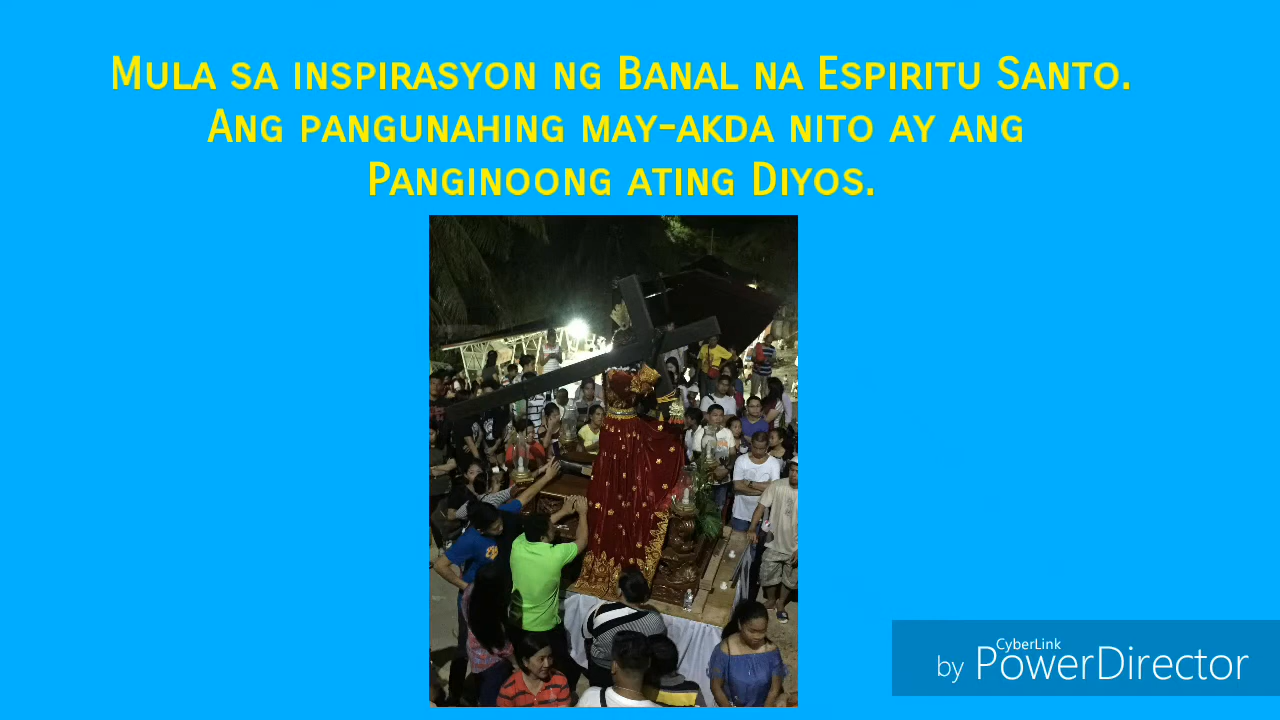 Mula sa inspirasyon ng Banal na Espiritu Santo.
Ang pangunahing may-akda nito ay ang
Panginoong ating Diyos.
CyberLink
by PowerDirector